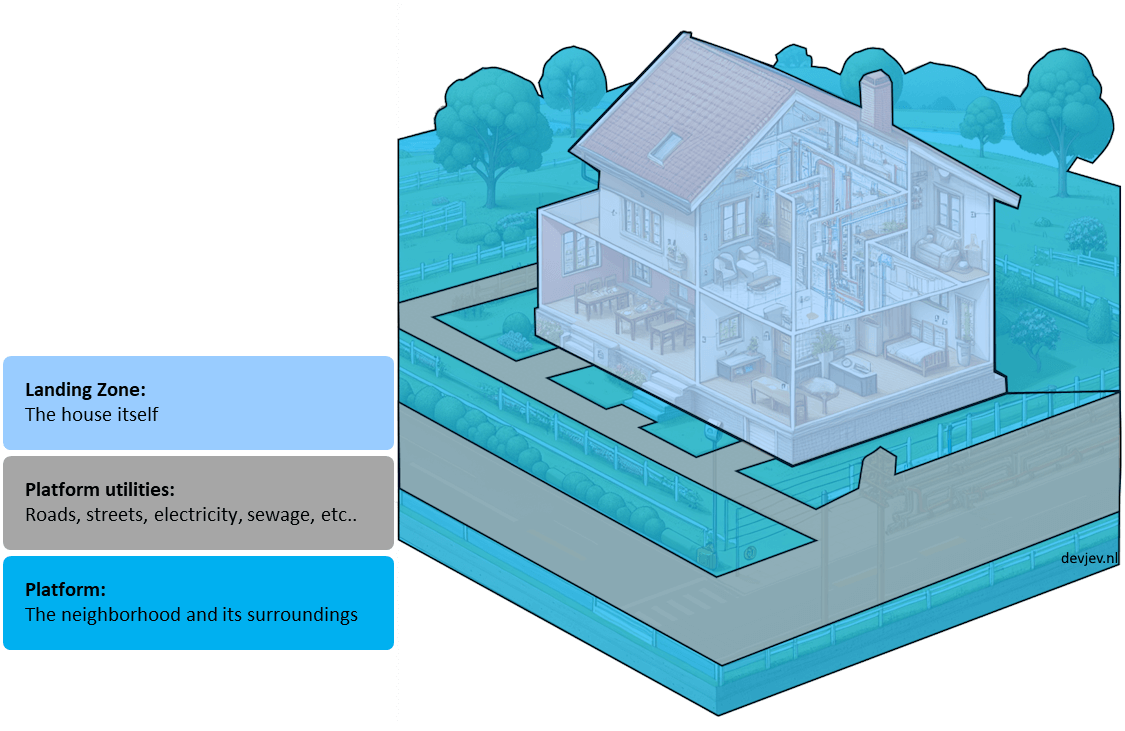 Landing Zone:
The house itself
Platform utilities:
Roads, streets, electricity, sewage, etc..
Platform:
The neighborhood and its surroundings
devjev.nl